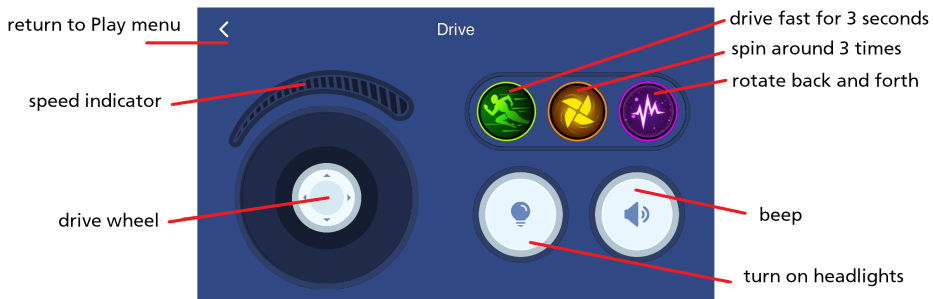 return to Play menu
Drive
drive fast for 3 seconds
spin around 3 times
rotate back and forth
speed indicator
drive wheel
beep
turn on headlights